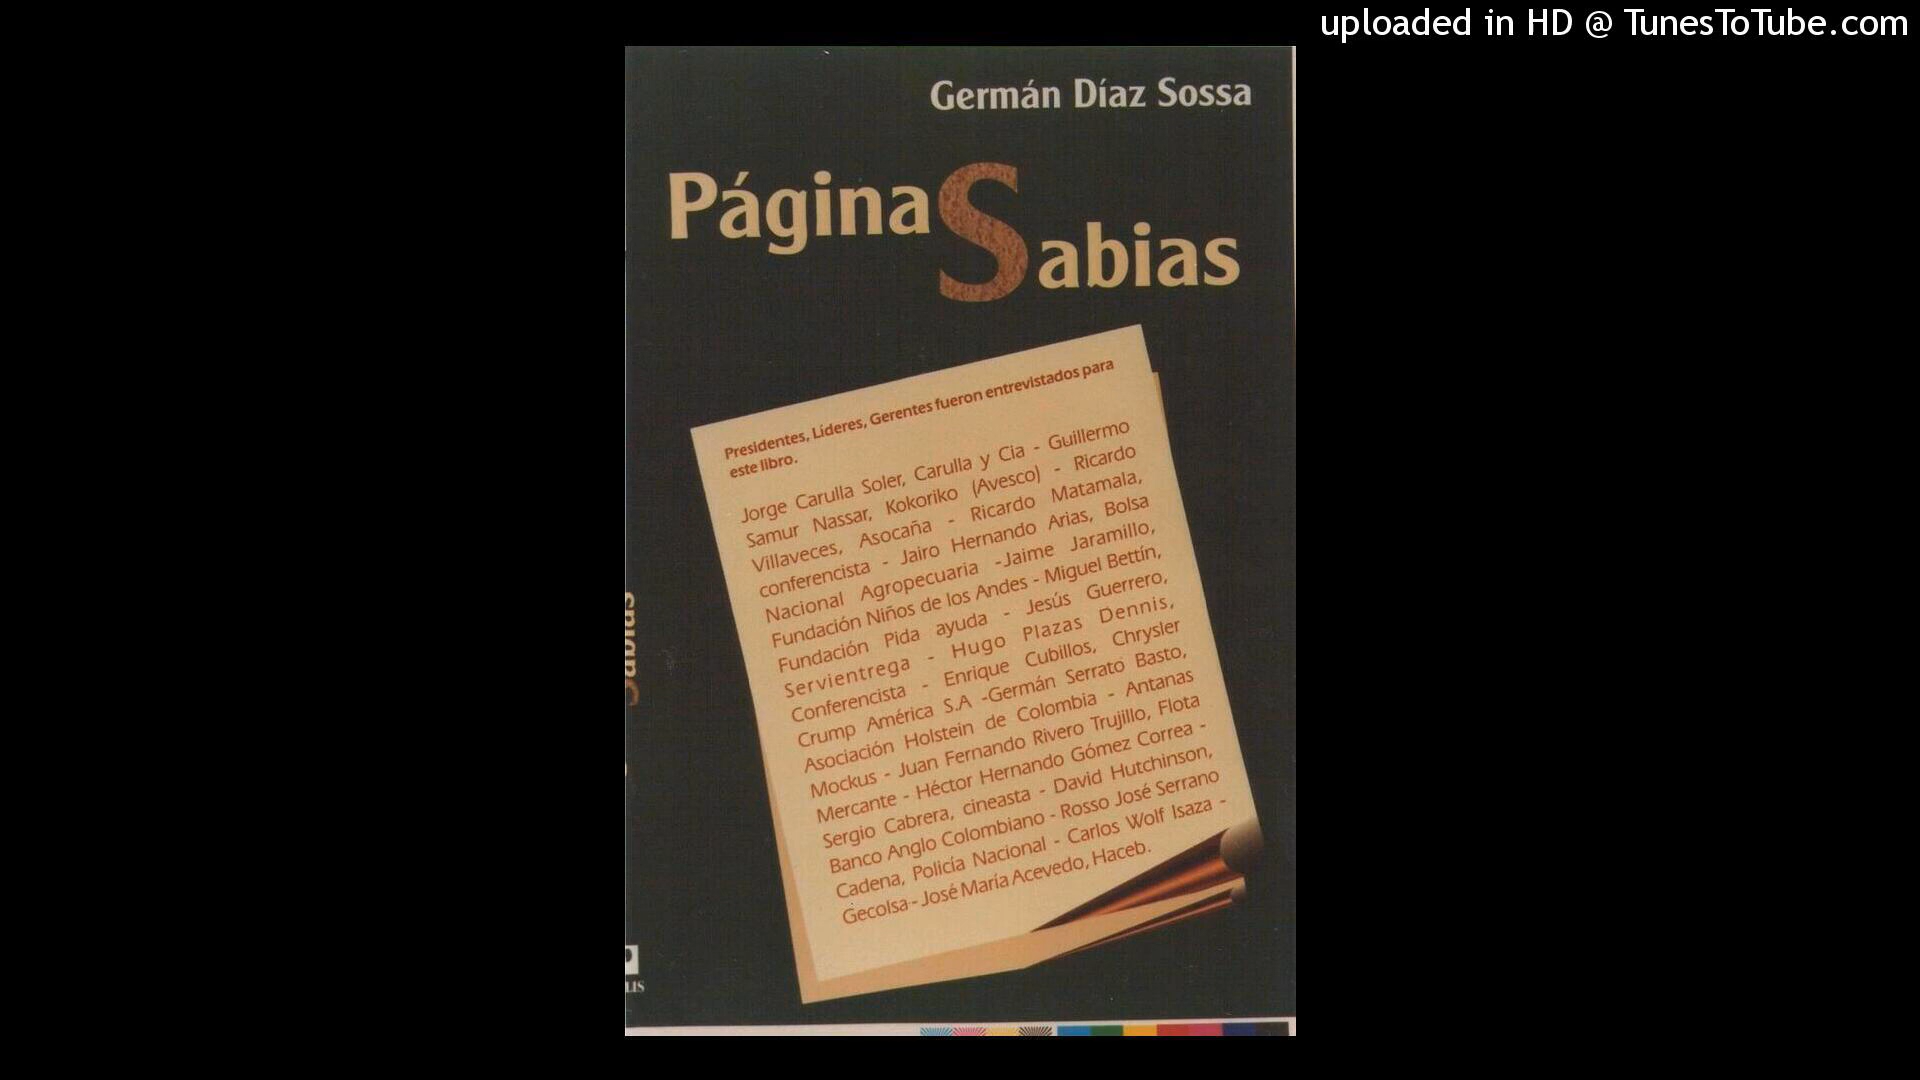 uploaded in HD @ TunesToTube.com
Germán Díaz Sossa
PáginaSabias
Presidentes, Líderes, Gerentes fueron entrevistados para
este libro.
Jorge Carulla Soler, Carulla y Cia - Guillermo
Samur Nassar, Kokoriko (Avesco) - Ricardo
Villaveces, Asocaña - Ricardo Matamala,
conferencista - Jairo Hernando Arias, Bolsa
Nacional Agropecuaria -Jaime Jaramillo,
Fundación Niños de los Andes - Miguel Bettín,
Fundación Pida ayuda - Jesús Guerrero,
Servientrega - Hugo Plazas Dennis,
Conferencista - Enrique Cubillos, Chrysler
Crump América S.A -Germán Serrato Basto,
Asociación Holstein de Colombia - Antanas
Mockus - Juan Fernando Rivero Trujillo, Flota
Mercante - Héctor Hernando Gómez Correa -
Sergio Cabrera, cineasta - David Hutchinson,
Banco Anglo Colombiano - Rosso José Serrano
Cadena, Policía Nacional - Carlos Wolf Isaza -
Gecolsa- José María Acevedo, Haceb.
abias
LIS